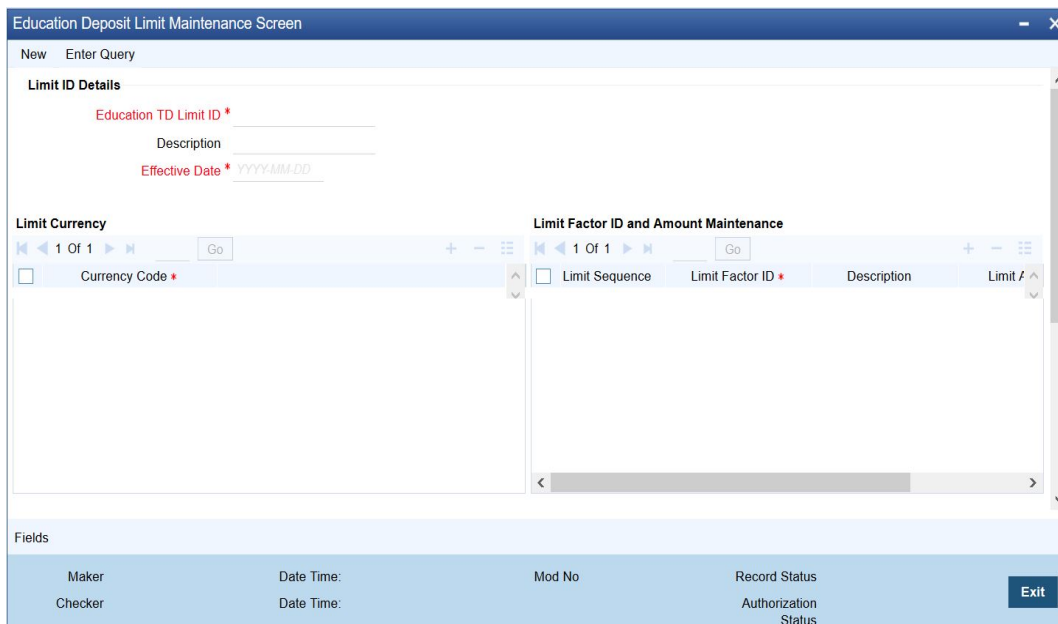 Education Deposit Limit Maintenance Screen
New Enter Query
Limit ID Details
Education TD Limit ID *
Description
Effective Date * YYYY-MM-DD
Limit Currency
1 Of 1 Go
Currency Code *
Limit Factor ID and Amount Maintenance
1 Of 1 Go
Limit Sequence Limit Factor ID * Description Limit A
Fields
Maker Date Time: Mod No Record Status
Checker Date Time: Authorization Status
Exit